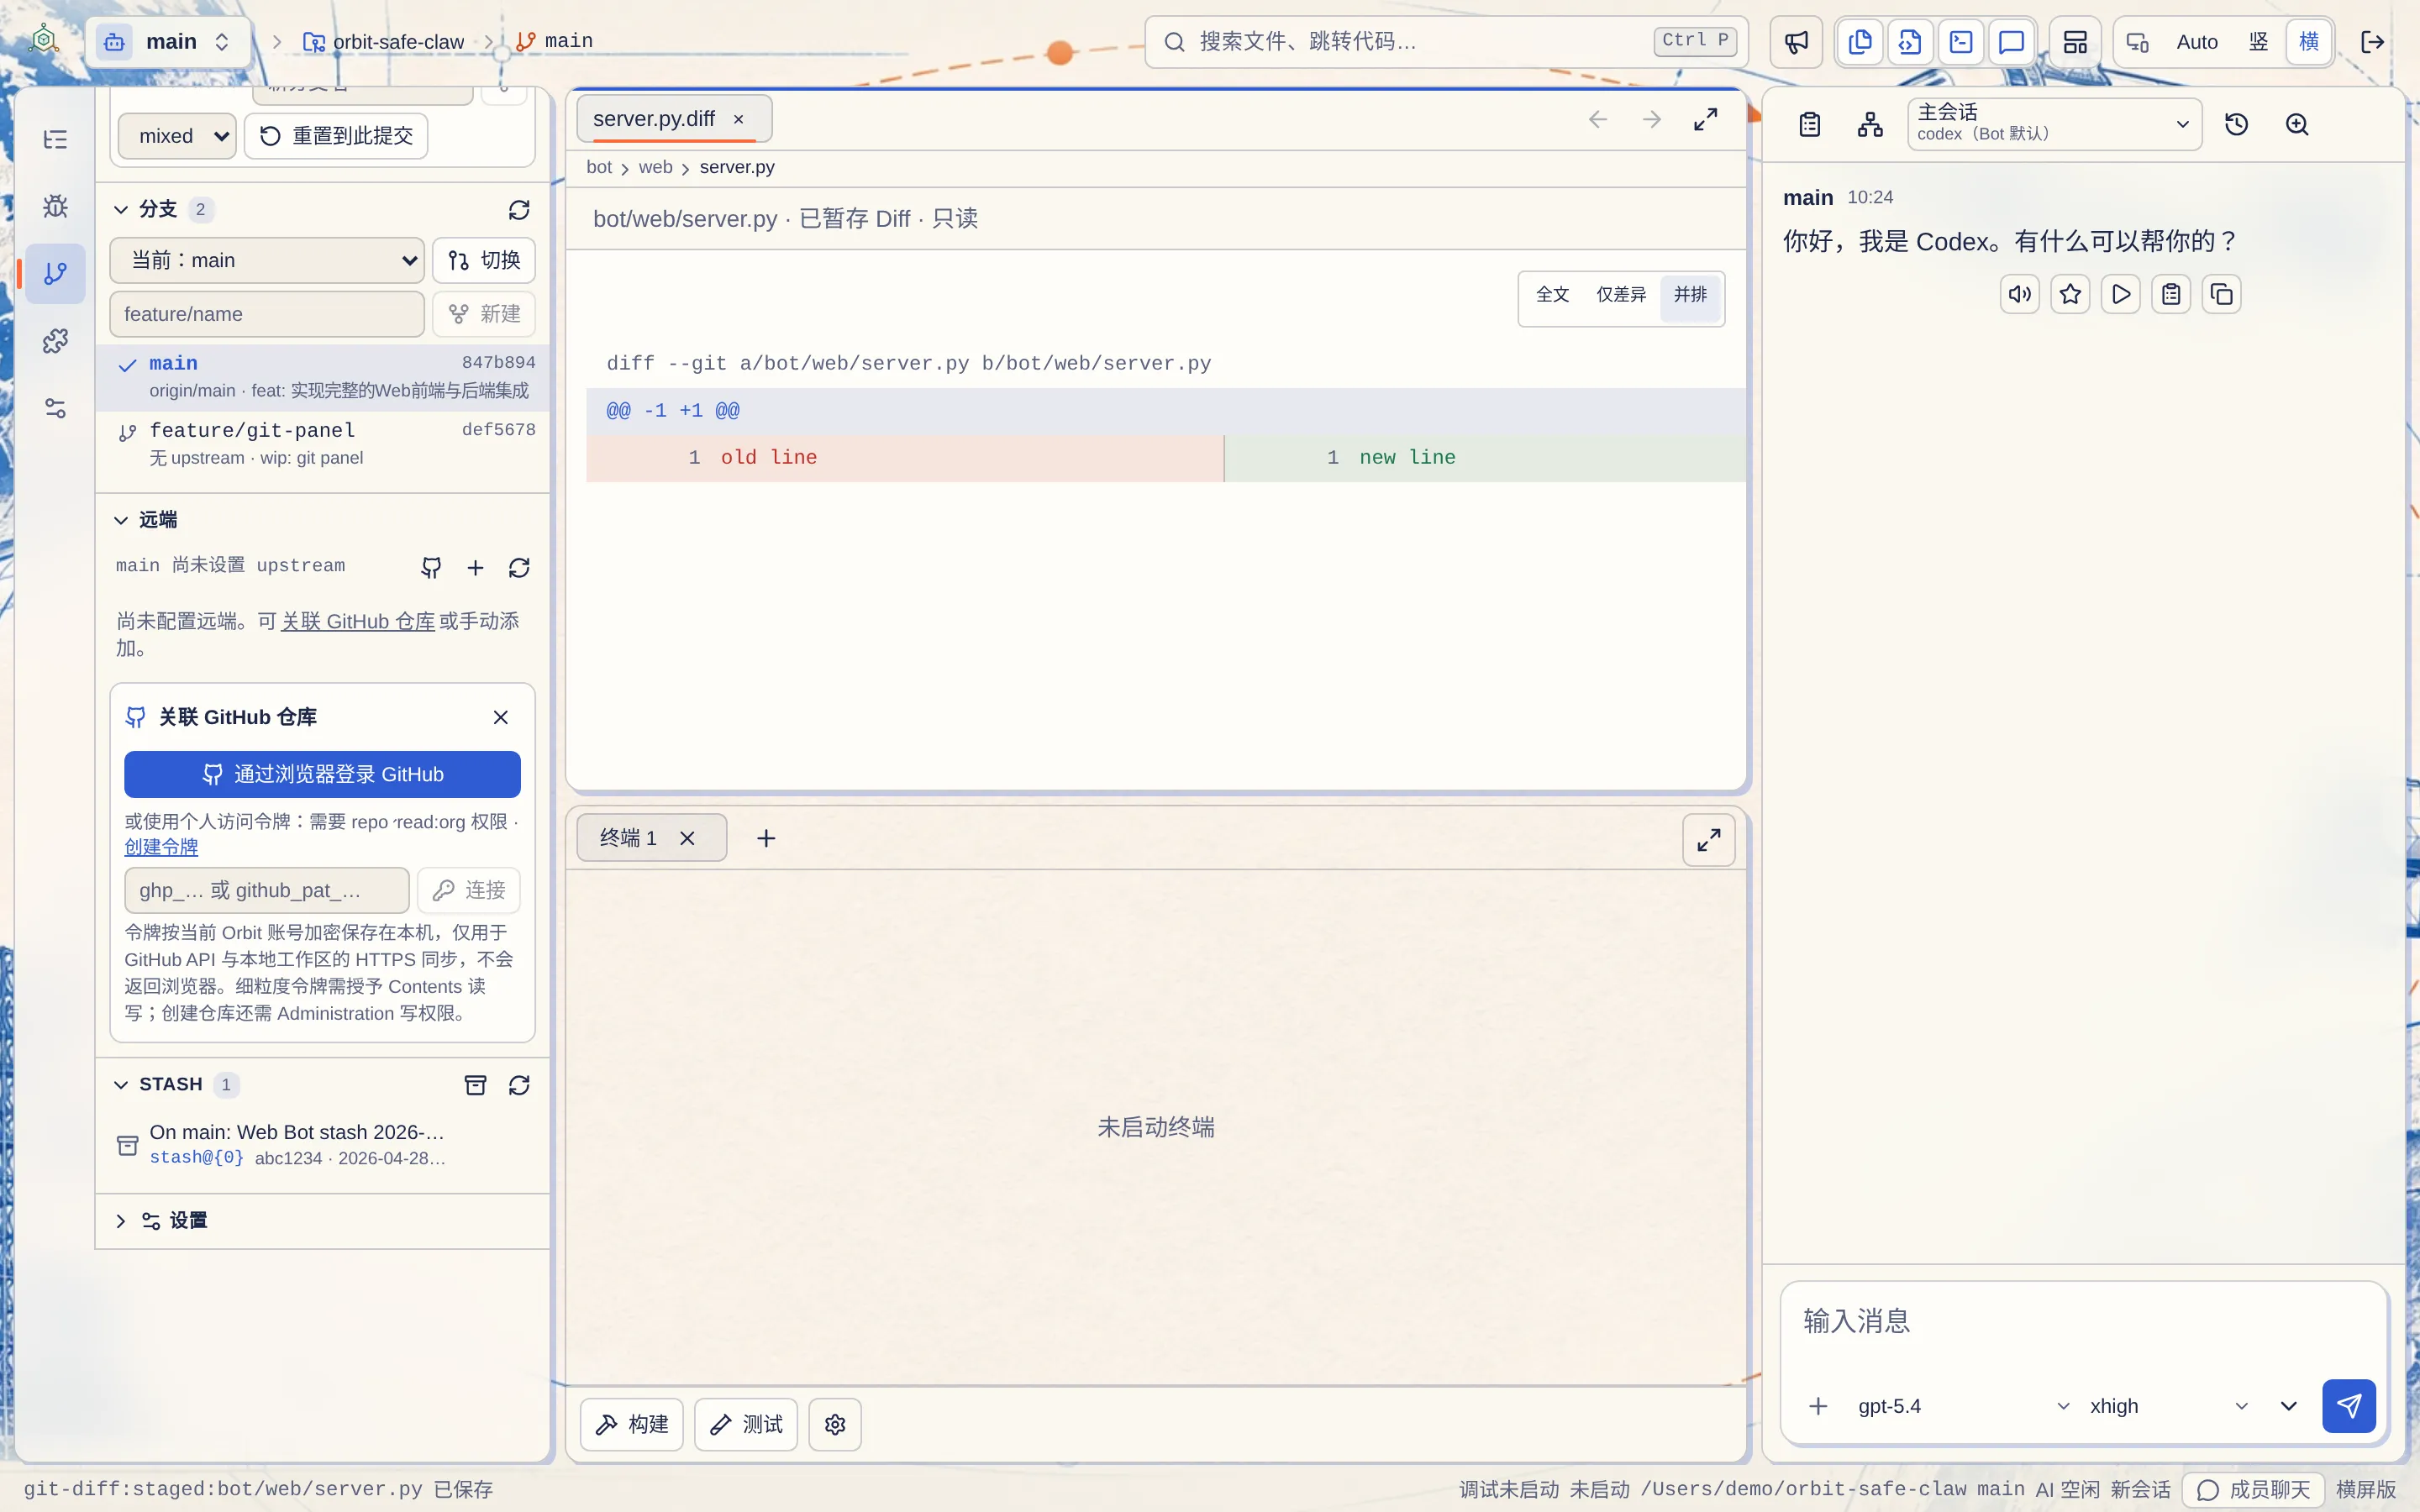 main
orbit-safe-claw
main
搜索文件、跳转代码…
Ctrl P
Auto
竖
横
mixed
重置到此提交
分支 2
当前：main
切换
feature/name
新建
main 847b894
origin/main · feat: 实现完整的Web前端与后端集成
feature/git-panel def5678
无 upstream · wip: git panel
远端
main 尚未设置 upstream
尚未配置远端。可 关联 GitHub 仓库 或手动添
加。
关联 GitHub 仓库
通过浏览器登录 GitHub
或使用个人访问令牌：需要 repo read:org 权限 ·
创建令牌
ghp_… 或 github_pat_…
连接
令牌按当前 Orbit 账号加密保存在本机，仅用于
GitHub API 与本地工作区的 HTTPS 同步，不会
返回浏览器。细粒度令牌需授予 Contents 读
写；创建仓库还需 Administration 写权限。
STASH 1
On main: Web Bot stash 2026-…
stash@{0} abc1234 · 2026-04-28…
设置
server.py.diff
bot > web > server.py
bot/web/server.py · 已暂存 Diff · 只读
全文 仅差异 并排
diff --git a/bot/web/server.py b/bot/web/server.py
@@ -1 +1 @@
1 old line 1 new line
终端 1
未启动终端
构建
测试
主会话
codex（Bot 默认）
main 10:24
你好，我是 Codex。有什么可以帮你的？
输入消息
gpt-5.4
xhigh
git-diff:staged:bot/web/server.py 已保存
调试未启动 未启动 /Users/demo/orbit-safe-claw main AI 空闲 新会话 成员聊天 横屏版